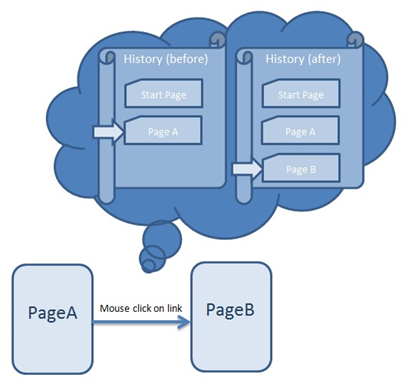 History (before)
Start Page
Page A
History (after)
Start Page
Page A
Page B
PageA
Mouse click on link
PageB